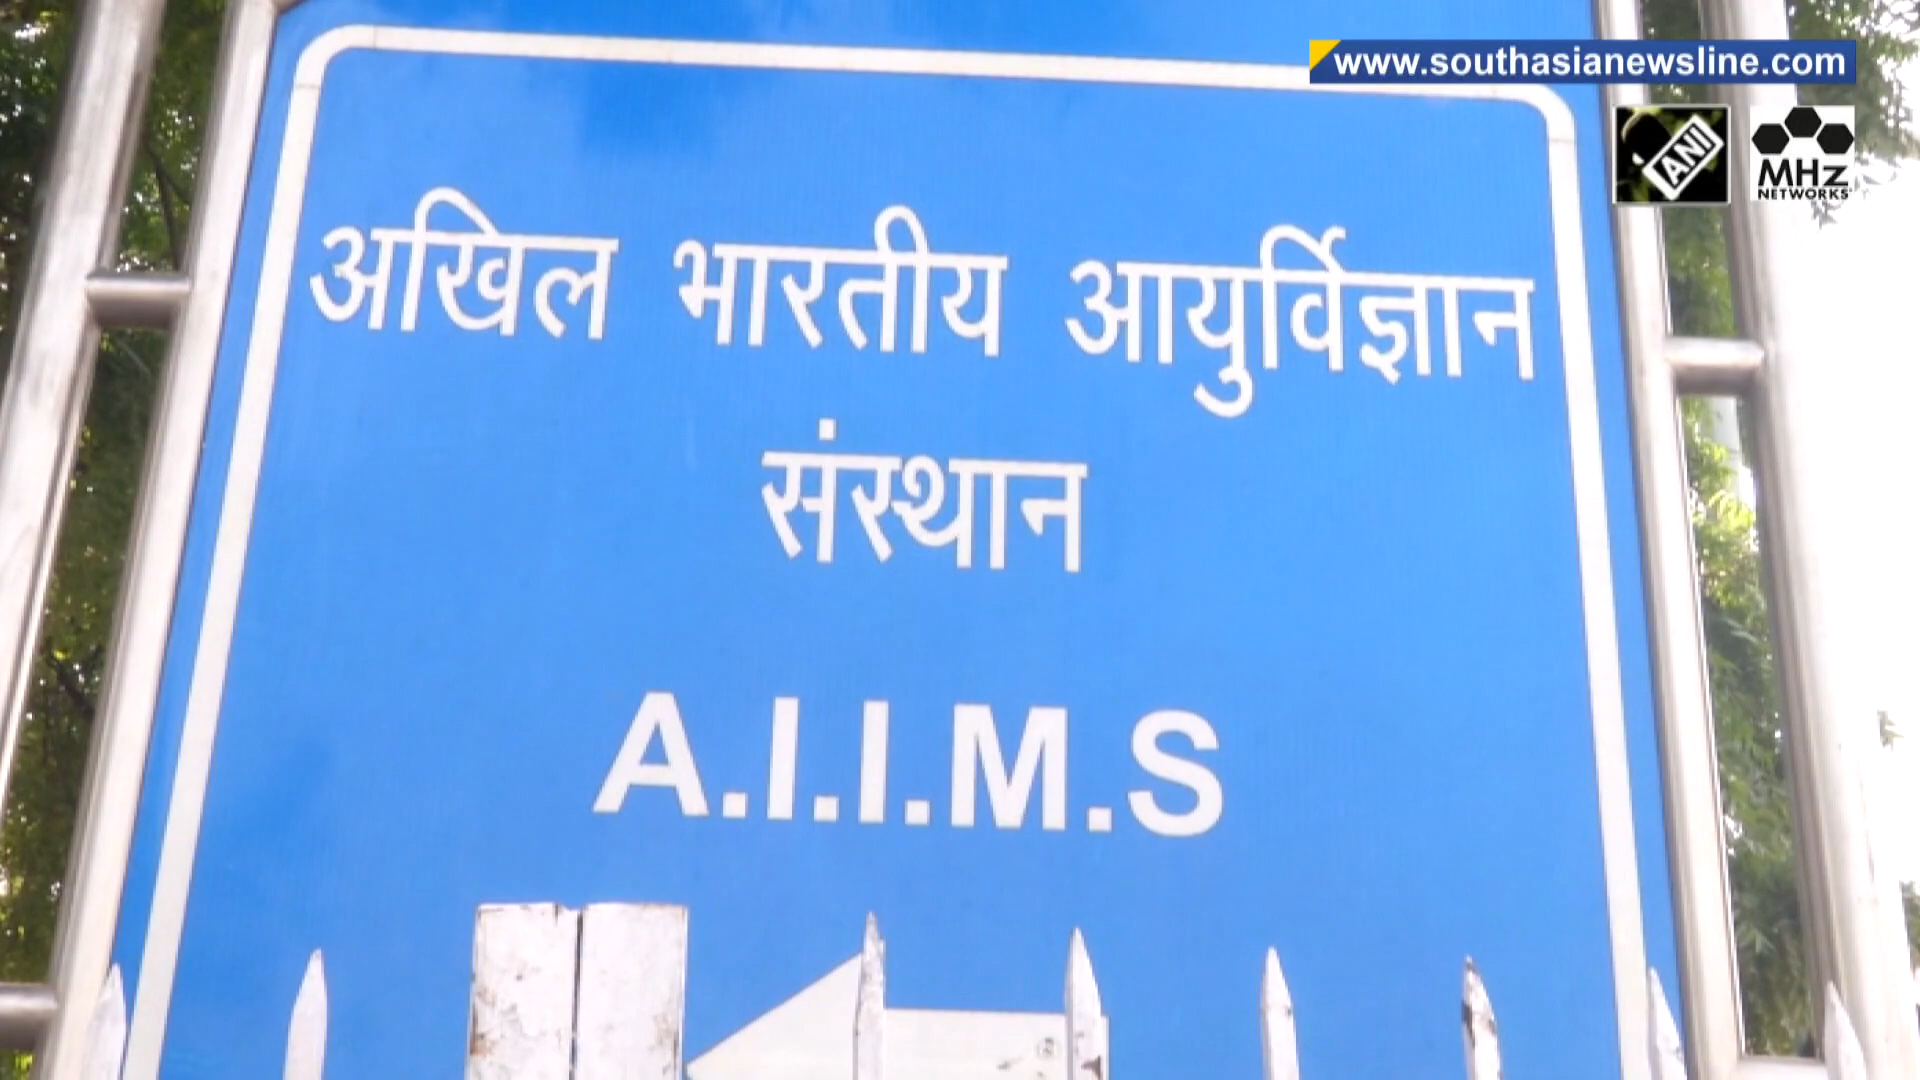 www.southasianewsline.com
ANI
MHz
NETWORKS
अखिल भारतीय आयुर्विज्ञान
संस्थान
A.I.I.M.S